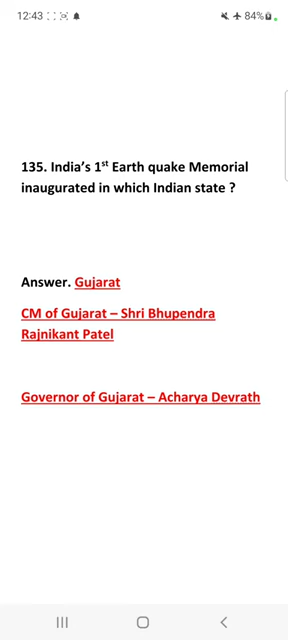 12:43 84%
135. India's 1st Earth quake Memorial
inaugurated in which Indian state ?
Answer. Gujarat
CM of Gujarat – Shri Bhupendra
Rajnikant Patel
Governor of Gujarat – Acharya Devrath